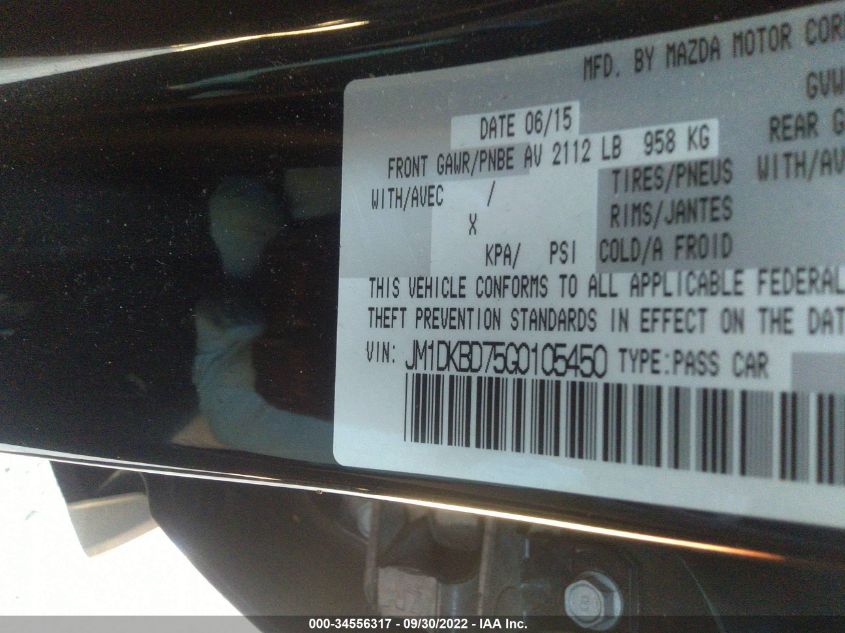 MFD. BY MAZDA MOTOR COR
GVW
DATE 06/15
FRONT GAWR/PNBE AV 2112 LB 958 KG
REAR G
WITH/AVEC /
TIRES/PNEUS WITH/AV
X RIMS/JANTES
KPA/ PSI COLD/A FROID
THIS VEHICLE CONFORMS TO ALL APPLICABLE FEDERAL
THEFT PREVENTION STANDARDS IN EFFECT ON THE DAT
VIN: JM1DKBD75G0105450 TYPE:PASS CAR
000-34556317 - 09/30/2022 - IAA Inc.